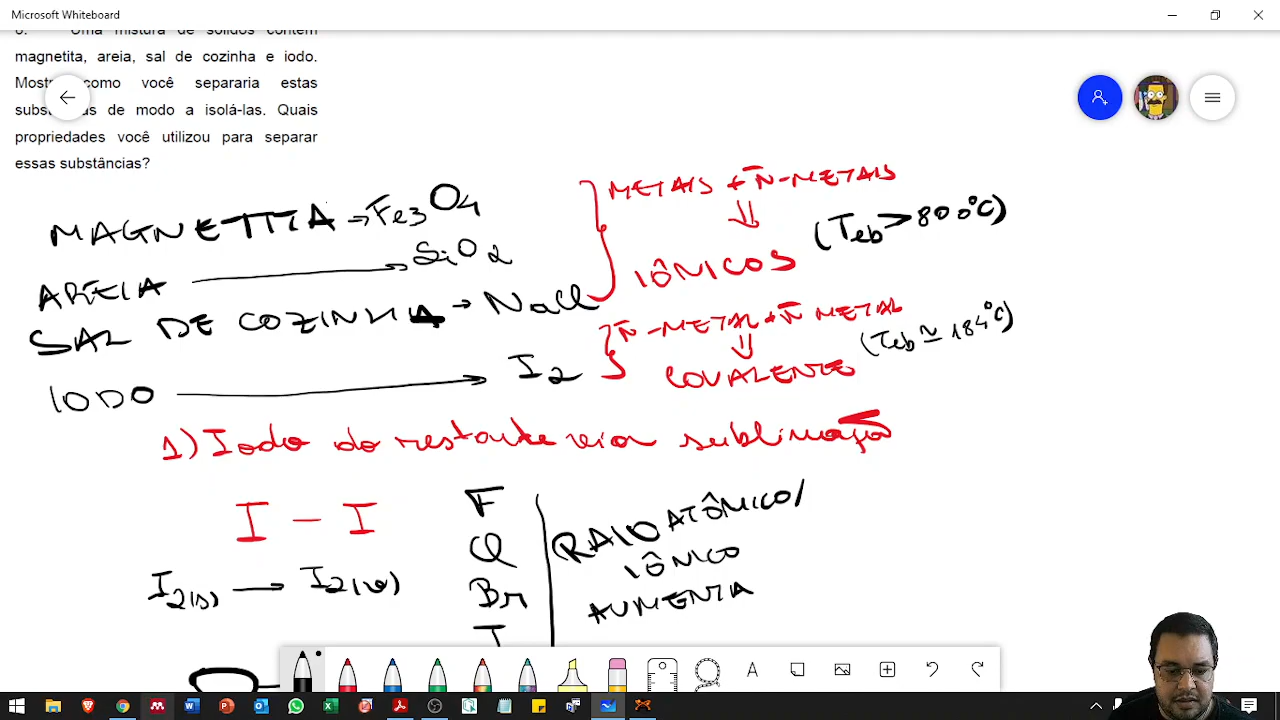 Microsoft Whiteboard
Uma mistura de sólidos contém
magnetita, areia, sal de cozinha e iodo.
como você separaria estas
de modo a isolá-las. Quais
propriedades você utilizou para separar
essas substâncias?
MAGNETITA → Fe3O4
AREIA → SiO2
SAL DE COZINHA → NaCl
IODO → I2
METAIS + N̄-METAIS
⇓
IÔNICOS
(Teb > 800°C)
N̄-METAL + N̄ METAL
⇓
COVALENTE
(Teb ≃ 184°C)
1) Iodo do restante via sublimação
I - I
I2(s) → I2(v)
F
Cl
Br
I
RAIO ATÔMICO/
IÔNICO
AUMENTA
A